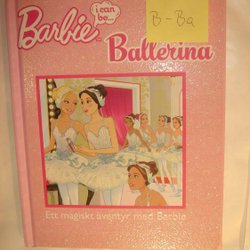 Barbie
i can
be...
B-Ba
Ballerina
Ett magiskt äventyr med Barbie